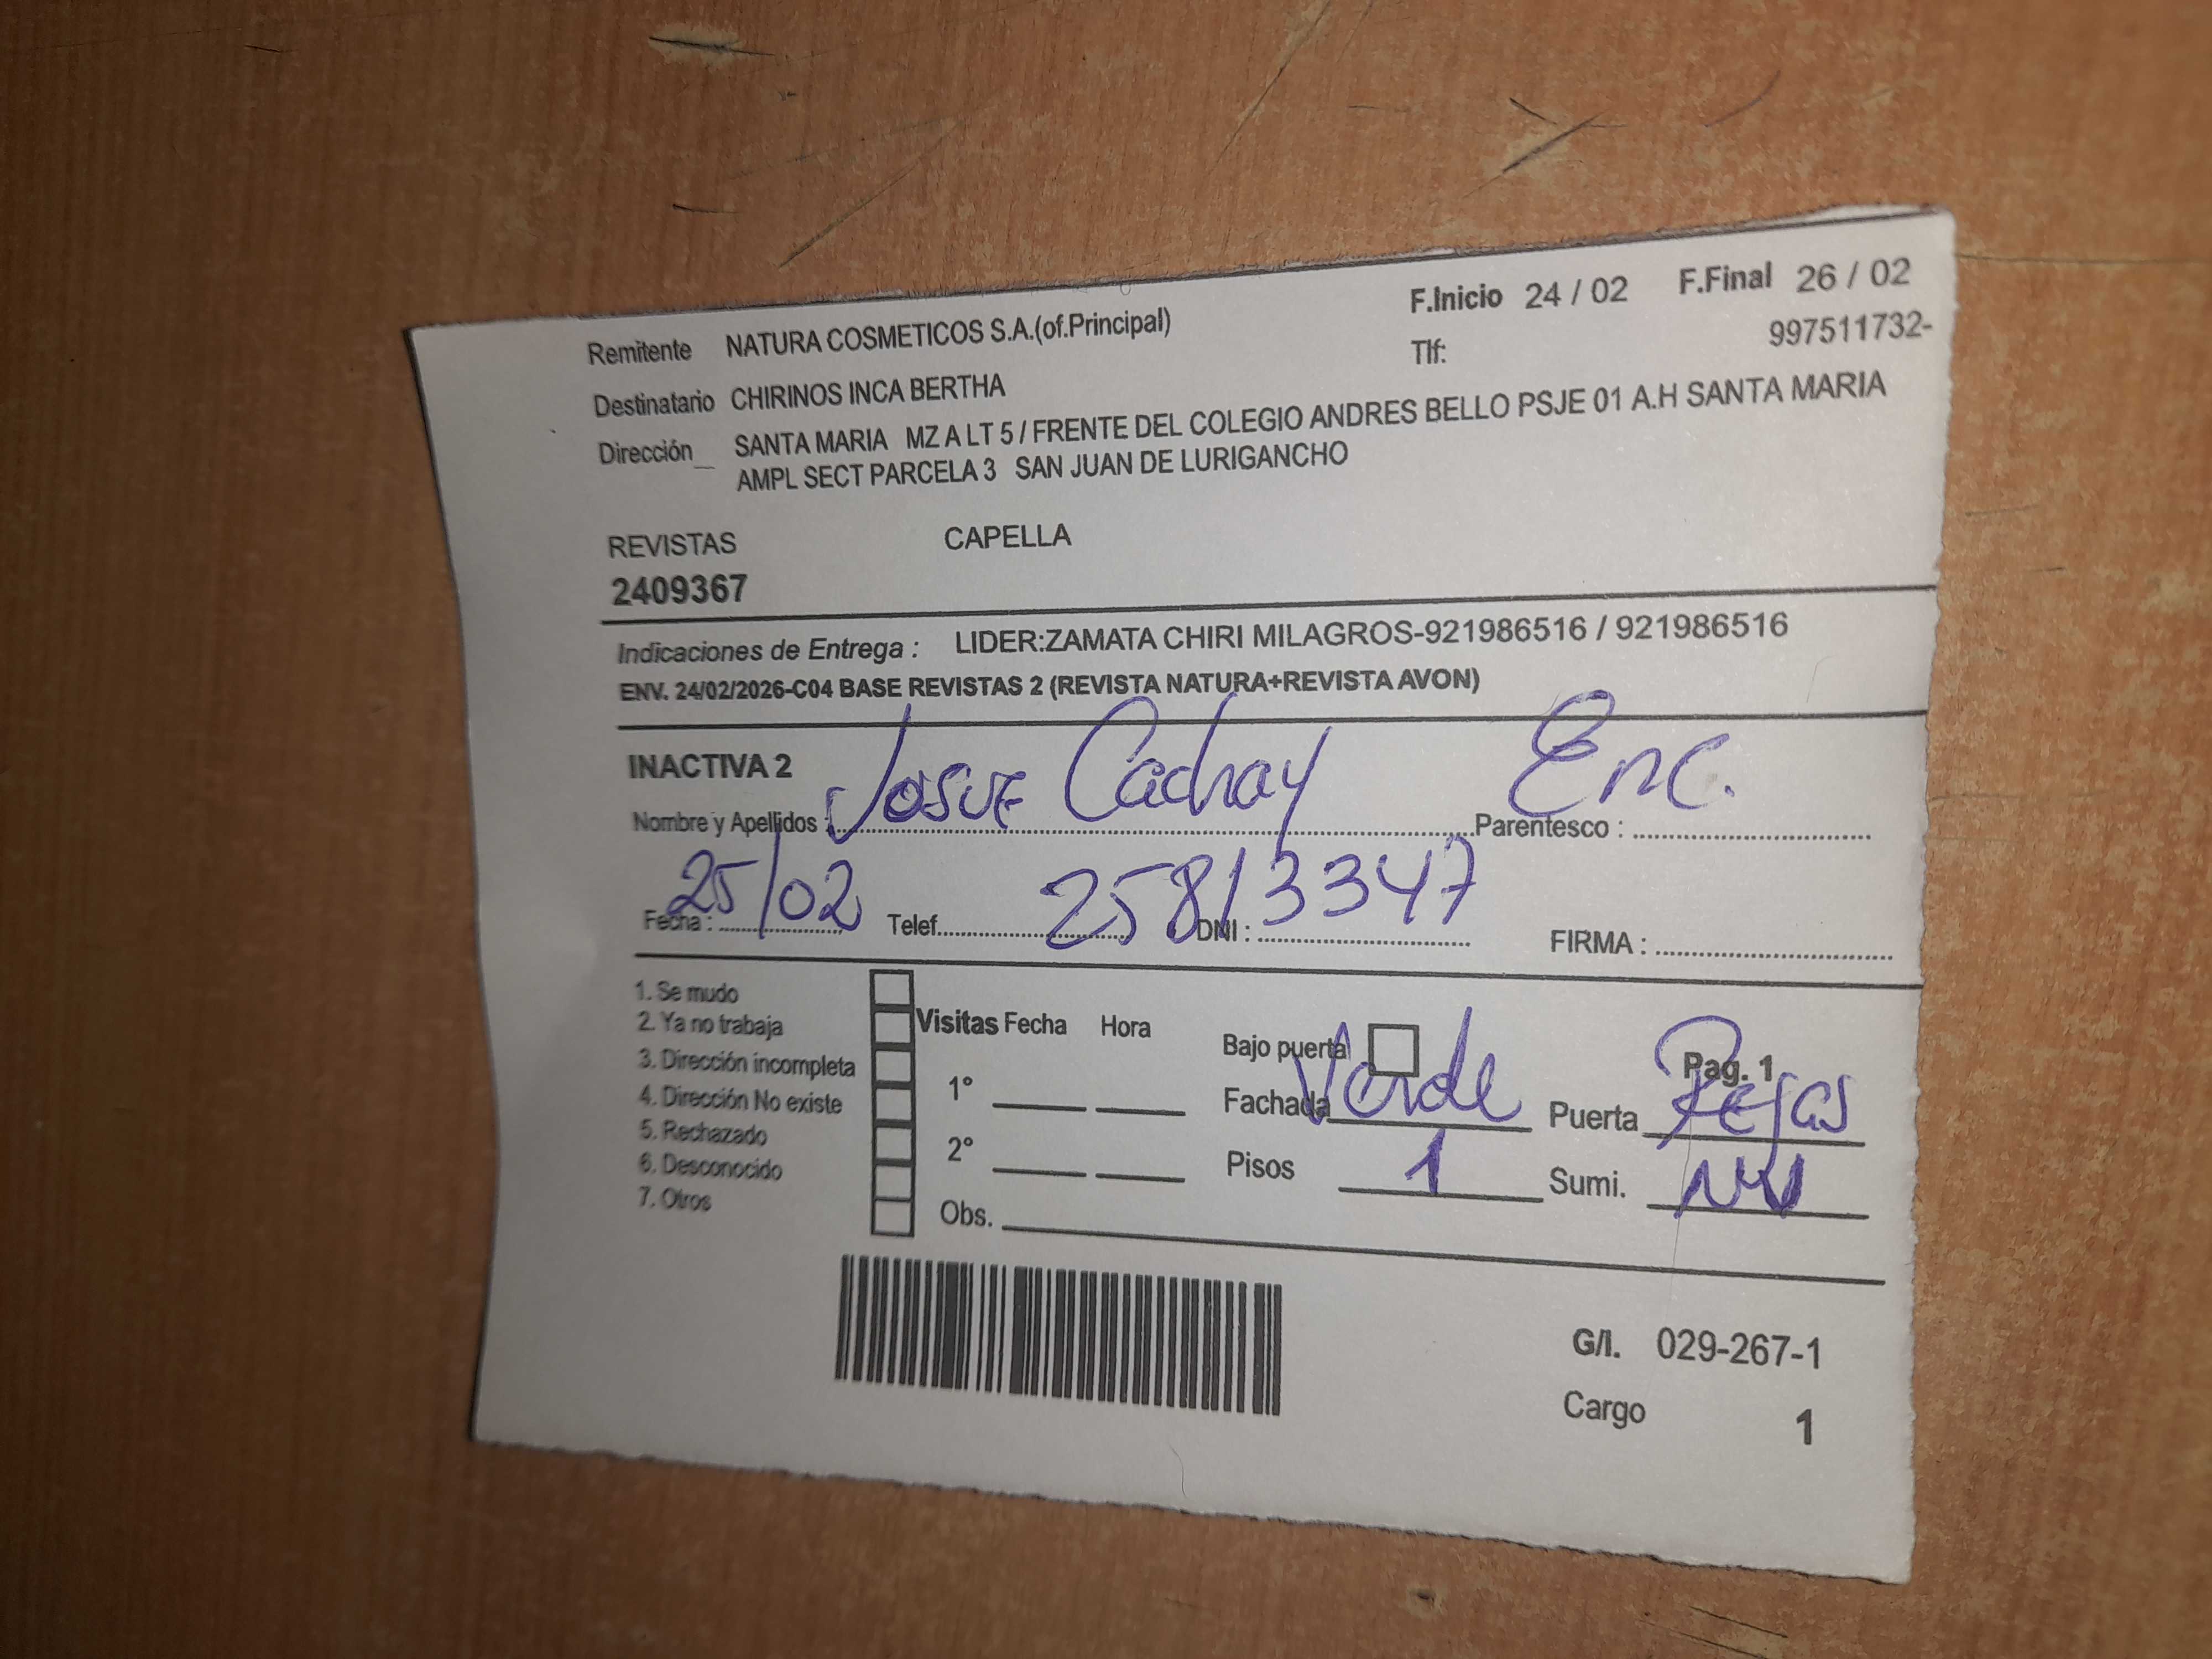 F.Inicio 24 / 02 F.Final 26 / 02
Remitente NATURA COSMETICOS S.A.(of.Principal) Tlf: 997511732-
Destinatario CHIRINOS INCA BERTHA
Dirección_ SANTA MARIA MZ A LT 5 / FRENTE DEL COLEGIO ANDRES BELLO PSJE 01 A.H SANTA MARIA
AMPL SECT PARCELA 3 SAN JUAN DE LURIGANCHO
REVISTAS CAPELLA
2409367
Indicaciones de Entrega : LIDER:ZAMATA CHIRI MILAGROS-921986516 / 921986516
ENV. 24/02/2026-C04 BASE REVISTAS 2 (REVISTA NATURA+REVISTA AVON)
INACTIVA 2
Nombre y Apellidos : Josue Cachay Parentesco : Enc.
Fecha : 25/02 Telef. DNI : 25813347 FIRMA :
1. Se mudo
2. Ya no trabaja
3. Dirección incompleta
4. Dirección No existe
5. Rechazado
6. Desconocido
7. Otros
Visitas Fecha Hora
1°
2°
Obs.
Bajo puerta Pag. 1
Fachada Verde Puerta Rejas
Pisos 1 Sumi.
G/I. 029-267-1
Cargo 1